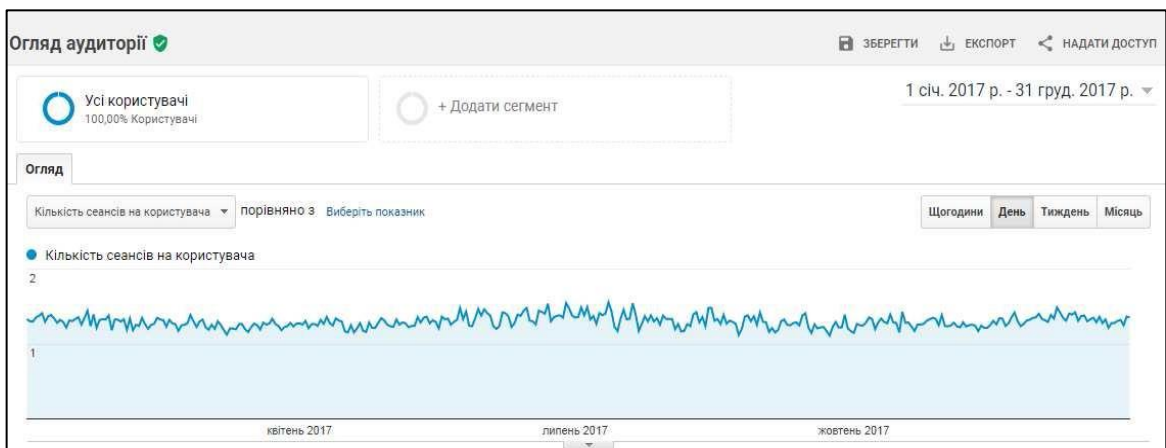 Огляд аудиторії
ЗБЕРЕГТИ ЕКСПОРТ НАДАТИ ДОСТУП
1 січ. 2017 р. - 31 груд. 2017 р.
Усі користувачі
100,00% Користувачі
+ Додати сегмент
Огляд
Кількість сеансів на користувача порівняно з Виберіть показник
Щогодини День Тиждень Місяць
Кількість сеансів на користувача
2
1
квітень 2017 липень 2017 жовтень 2017